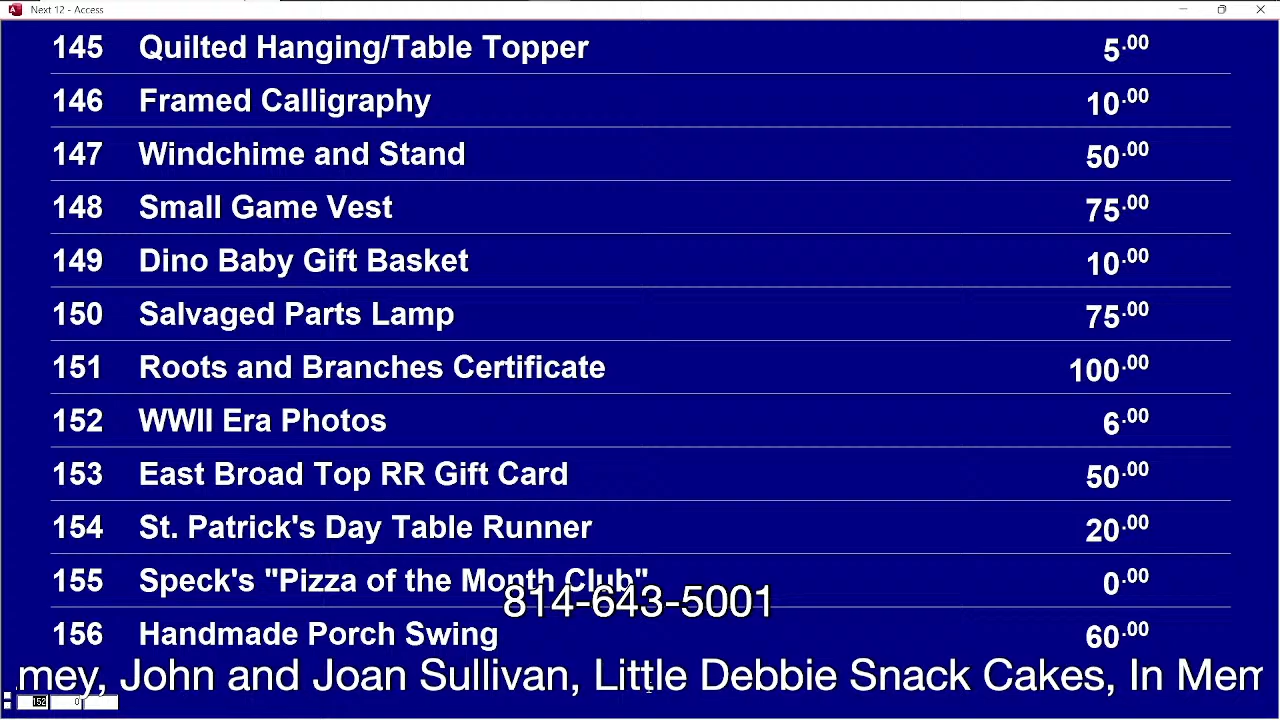 Next 12 - Access
145 Quilted Hanging/Table Topper 5.00
146 Framed Calligraphy 10.00
147 Windchime and Stand 50.00
148 Small Game Vest 75.00
149 Dino Baby Gift Basket 10.00
150 Salvaged Parts Lamp 75.00
151 Roots and Branches Certificate 100.00
152 WWII Era Photos 6.00
153 East Broad Top RR Gift Card 50.00
154 St. Patrick's Day Table Runner 20.00
155 Speck's "Pizza of the Month Club" 0.00
814-643-5001
156 Handmade Porch Swing 60.00
mey, John and Joan Sullivan, Little Debbie Snack Cakes, In Mem
152 0